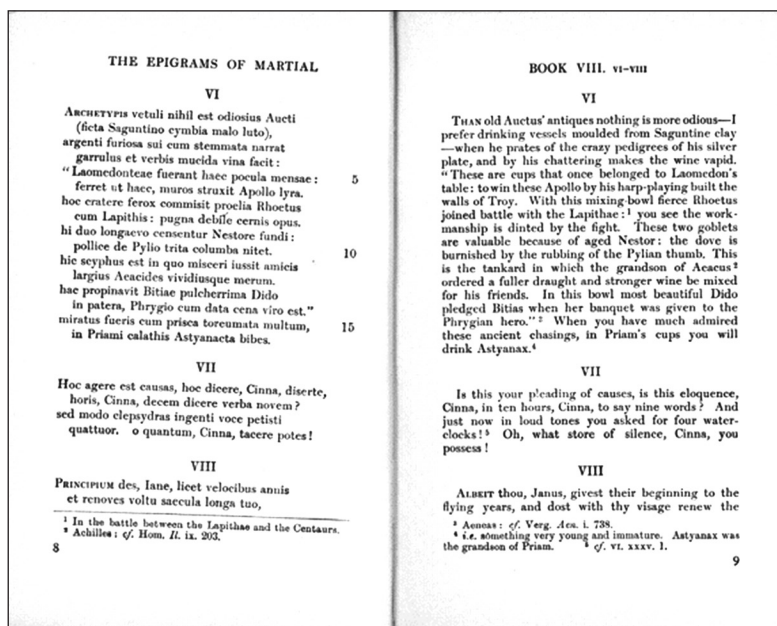 THE EPIGRAMS OF MARTIAL
VI
ARCHETYPIS vetuli nihil est odiosius Aucti
(ficta Saguntino cymbia malo luto),
argenti furiosa sui cum stemmata narrat
garrulus et verbis mucida vina facit:
"Laomedonteae fuerant haec pocula mensae: 5
ferret ut haec, muros struxit Apollo lyra.
hoc cratere ferox commisit proelia Rhoetus
cum Lapithis: pugna debile cernis opus.
hi duo longaevo censentur Nestore fundi:
pollice de Pylio trita columba nitet. 10
hic scyphus est in quo misceri iussit amicis
largius Aeacides vividiusque merum.
hac propinavit Bitiae pulcherrima Dido
in patera, Phrygio cum data cena viro est."
miratus fueris cum prisca toreumata multum, 15
in Priami calathis Astyanacta bibes.
VII
HOC agere est causas, hoc dicere, Cinna, diserte,
horis, Cinna, decem dicere verba novem?
sed modo clepsydras ingenti voce petisti
quattuor. o quantum, Cinna, tacere potes!
VIII
PRINCIPIUM des, Iane, licet velocibus annis
et renoves voltu saecula longa tuo,
1 In the battle between the Lapithae and the Centaurs.
2 Achilles: cf. Hom. Il. ix. 203.
8
BOOK VIII. VI-VIII
VI
THAN old Auctus' antiques nothing is more odious—I
prefer drinking vessels moulded from Saguntine clay
—when he prates of the crazy pedigrees of his silver
plate, and by his chattering makes the wine vapid.
"These are cups that once belonged to Laomedon's
table: to win these Apollo by his harp-playing built the
walls of Troy. With this mixing-bowl fierce Rhoetus
joined battle with the Lapithae:1 you see the work-
manship is dinted by the fight. These two goblets
are valuable because of aged Nestor: the dove is
burnished by the rubbing of the Pylian thumb. This
is the tankard in which the grandson of Aeacus2
ordered a fuller draught and stronger wine be mixed
for his friends. In this bowl most beautiful Dido
pledged Bitias when her banquet was given to the
Phrygian hero."3 When you have much admired
these ancient chasings, in Priam's cups you will
drink Astyanax.4
VII
Is this your pleading of causes, is this eloquence,
Cinna, in ten hours, Cinna, to say nine words? And
just now in loud tones you asked for four water-
clocks!5 Oh, what store of silence, Cinna, you
possess!
VIII
ALBEIT thou, Janus, givest their beginning to the
flying years, and dost with thy visage renew the
3 Aeneas: cf. Verg. Aen. i. 738.
4 i.e. something very young and immature. Astyanax was
the grandson of Priam. 5 cf. VI. xxxv. 1.
9